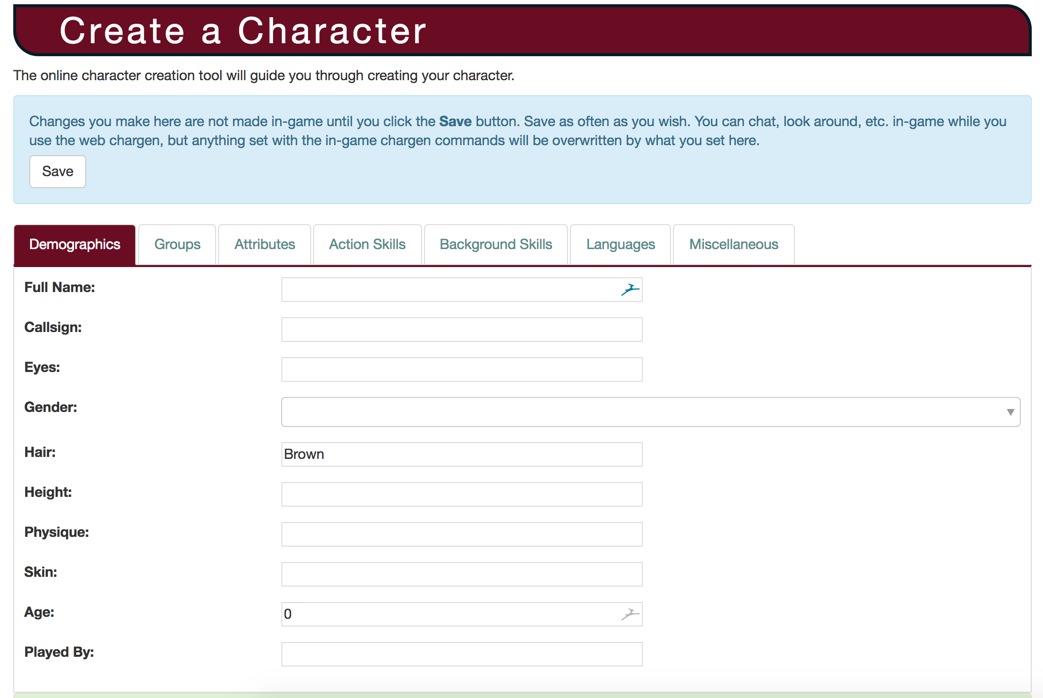 Create a Character
The online character creation tool will guide you through creating your character.
Changes you make here are not made in-game until you click the Save button. Save as often as you wish. You can chat, look around, etc. in-game while you
use the web chargen, but anything set with the in-game chargen commands will be overwritten by what you set here.
Save
Demographics Groups Attributes Action Skills Background Skills Languages Miscellaneous
Full Name:
Callsign:
Eyes:
Gender:
Hair: Brown
Height:
Physique:
Skin:
Age: 0
Played By: